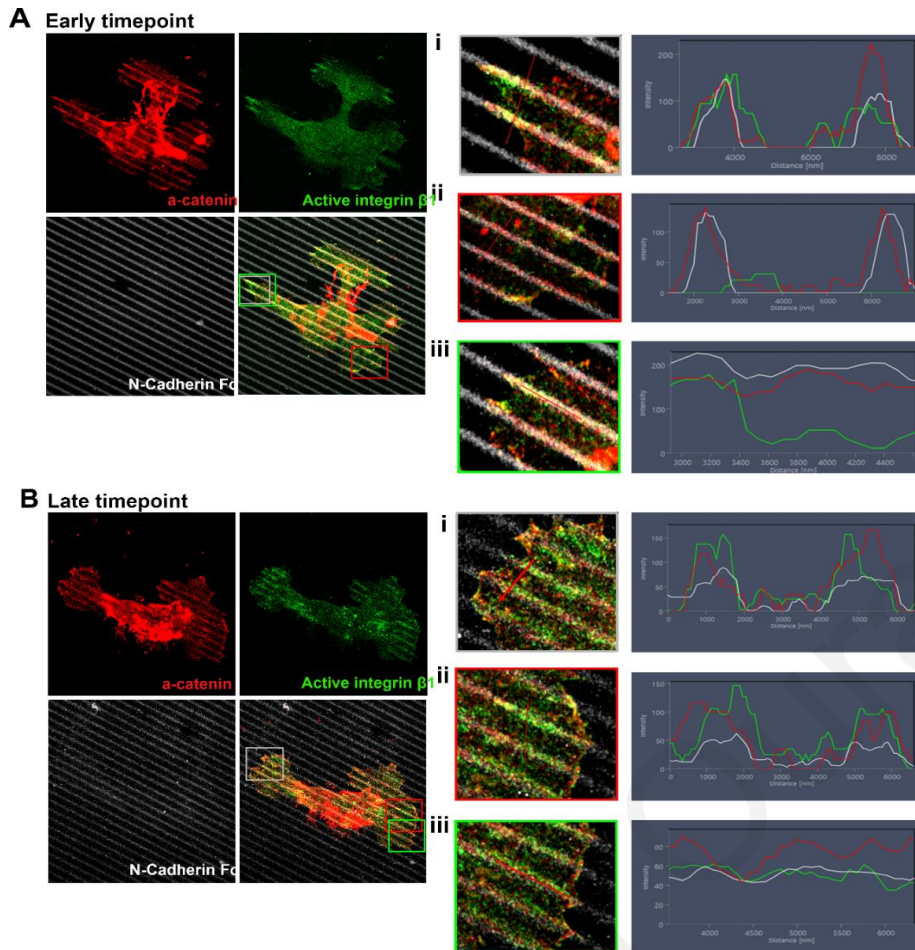 A Early timepoint
a-catenin
Active integrin β1
N-Cadherin Fc
i
ii
iii
Intensity
200
100
0
4000
6000
8000
Distance [nm]
Intensity
150
100
50
0
2000
3000
4000
6000
Distance [nm]
Intensity
200
100
0
3000
3200
3400
3600
3800
4000
4200
4400
Distance [nm]
B Late timepoint
a-catenin
Active integrin β1
N-Cadherin Fc
i
ii
iii
Intensity
150
100
50
0
0
1000
2000
3000
4000
5000
6000
Distance [nm]
Intensity
150
100
50
0
0
1000
2000
3000
4000
5000
6000
Distance [nm]
Intensity
80
60
40
20
0
4000
4500
5000
5500
6000
Distance [nm]